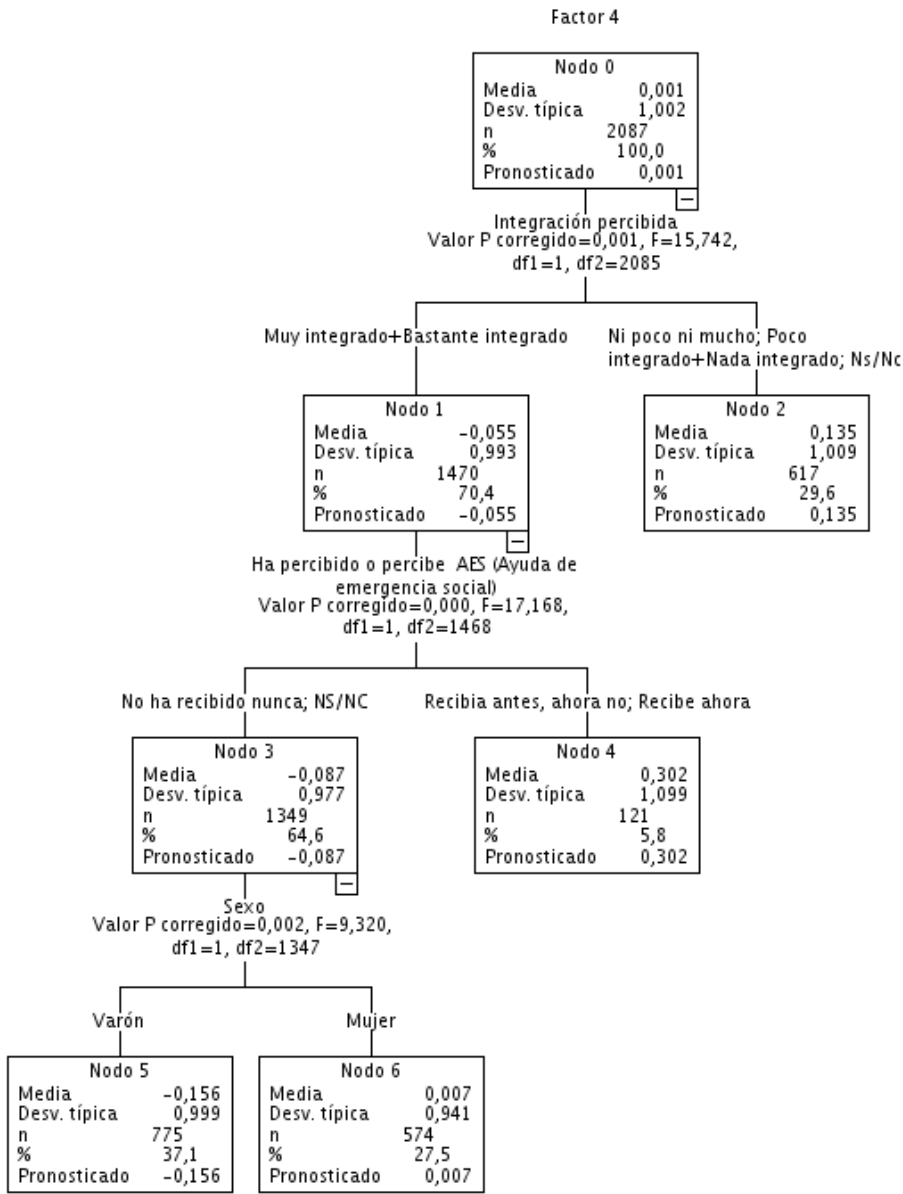 Factor 4
Nodo 0
Media 0,001
Desv. típica 1,002
n 2087
% 100,0
Pronosticado 0,001
Integración percibida
Valor P corregido=0,001, F=15,742,
df1=1, df2=2085
Muy integrado+Bastante integrado
Ni poco ni mucho; Poco
integrado+Nada integrado; Ns/Nc
Nodo 1
Media -0,055
Desv. típica 0,993
n 1470
% 70,4
Pronosticado -0,055
Nodo 2
Media 0,135
Desv. típica 1,009
n 617
% 29,6
Pronosticado 0,135
Ha percibido o percibe AES (Ayuda de
emergencia social)
Valor P corregido=0,000, F=17,168,
df1=1, df2=1468
No ha recibido nunca; NS/NC
Recibia antes, ahora no; Recibe ahora
Nodo 3
Media -0,087
Desv. típica 0,977
n 1349
% 64,6
Pronosticado -0,087
Nodo 4
Media 0,302
Desv. típica 1,099
n 121
% 5,8
Pronosticado 0,302
Sexo
Valor P corregido=0,002, F=9,320,
df1=1, df2=1347
Varón
Mujer
Nodo 5
Media -0,156
Desv. típica 0,999
n 775
% 37,1
Pronosticado -0,156
Nodo 6
Media 0,007
Desv. típica 0,941
n 574
% 27,5
Pronosticado 0,007